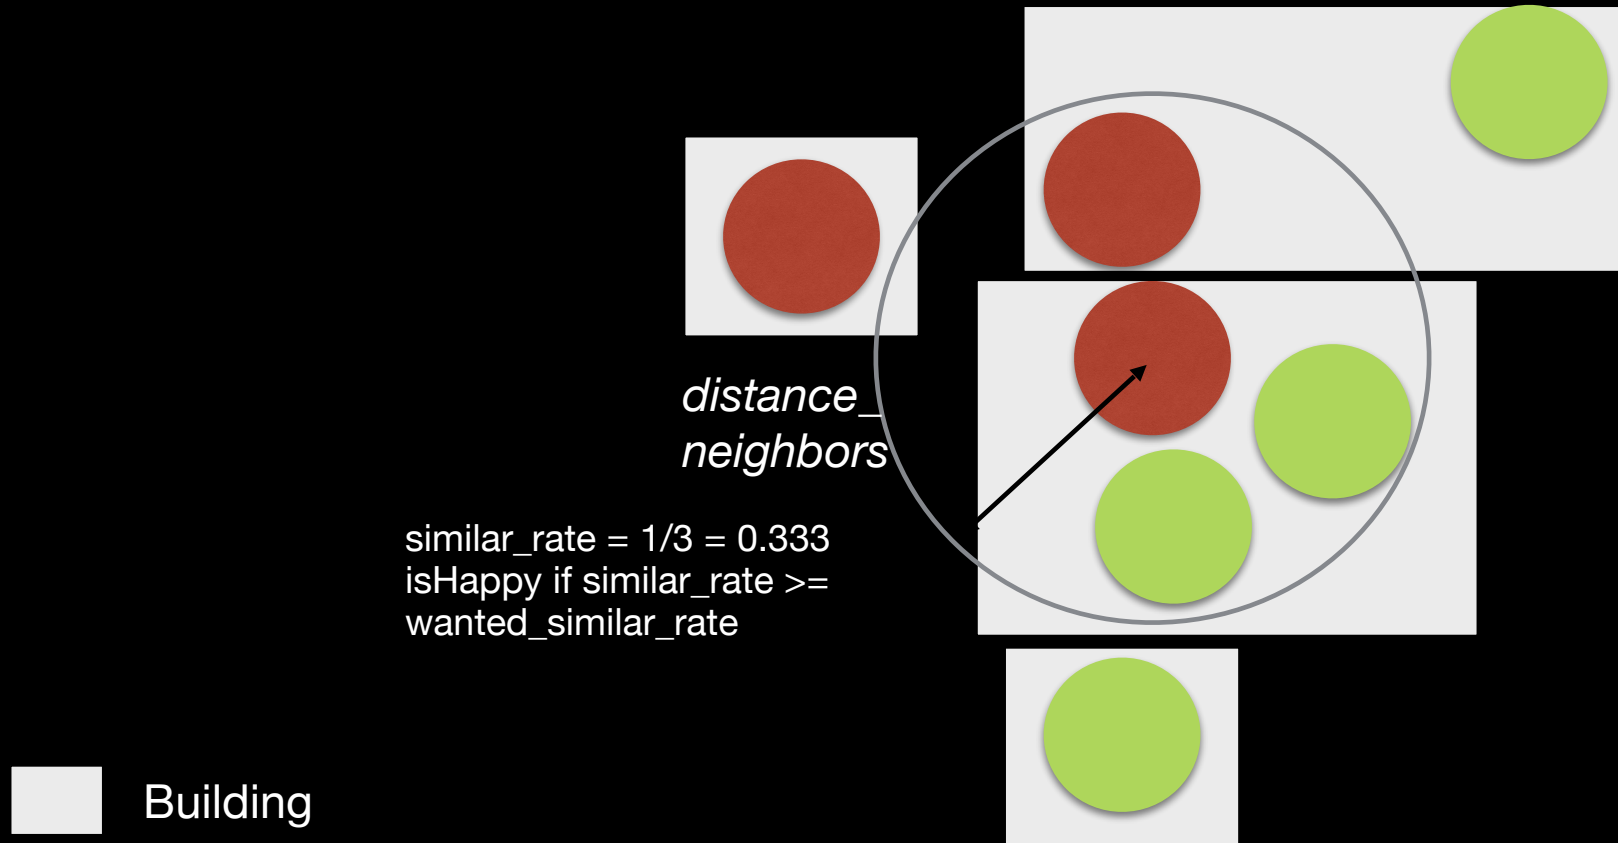 distance_
neighbors
similar_rate = 1/3 = 0.333
isHappy if similar_rate >=
wanted_similar_rate
Building